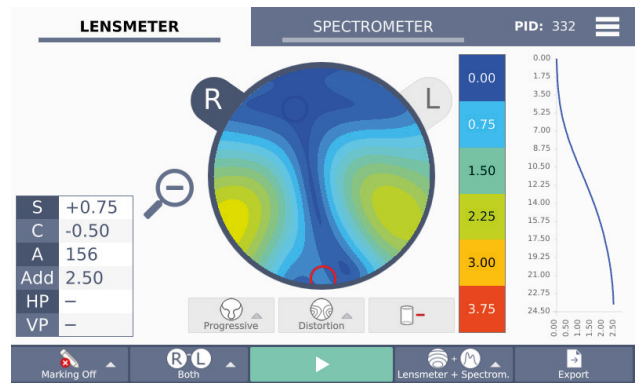 LENSMETER
SPECTROMETER
PID: 332
R
L
S +0.75
C -0.50
A 156
Add 2.50
HP –
VP –
0.00
0.75
1.50
2.25
3.00
3.75
0.00
1.75
3.50
5.25
7.00
8.75
10.50
12.25
14.00
15.75
17.50
19.25
21.00
22.75
24.50
0.00
0.50
1.00
1.50
2.00
2.50
Progressive
Distortion
Marking Off
R L
Both
Lensmeter + Spectrom.
Export